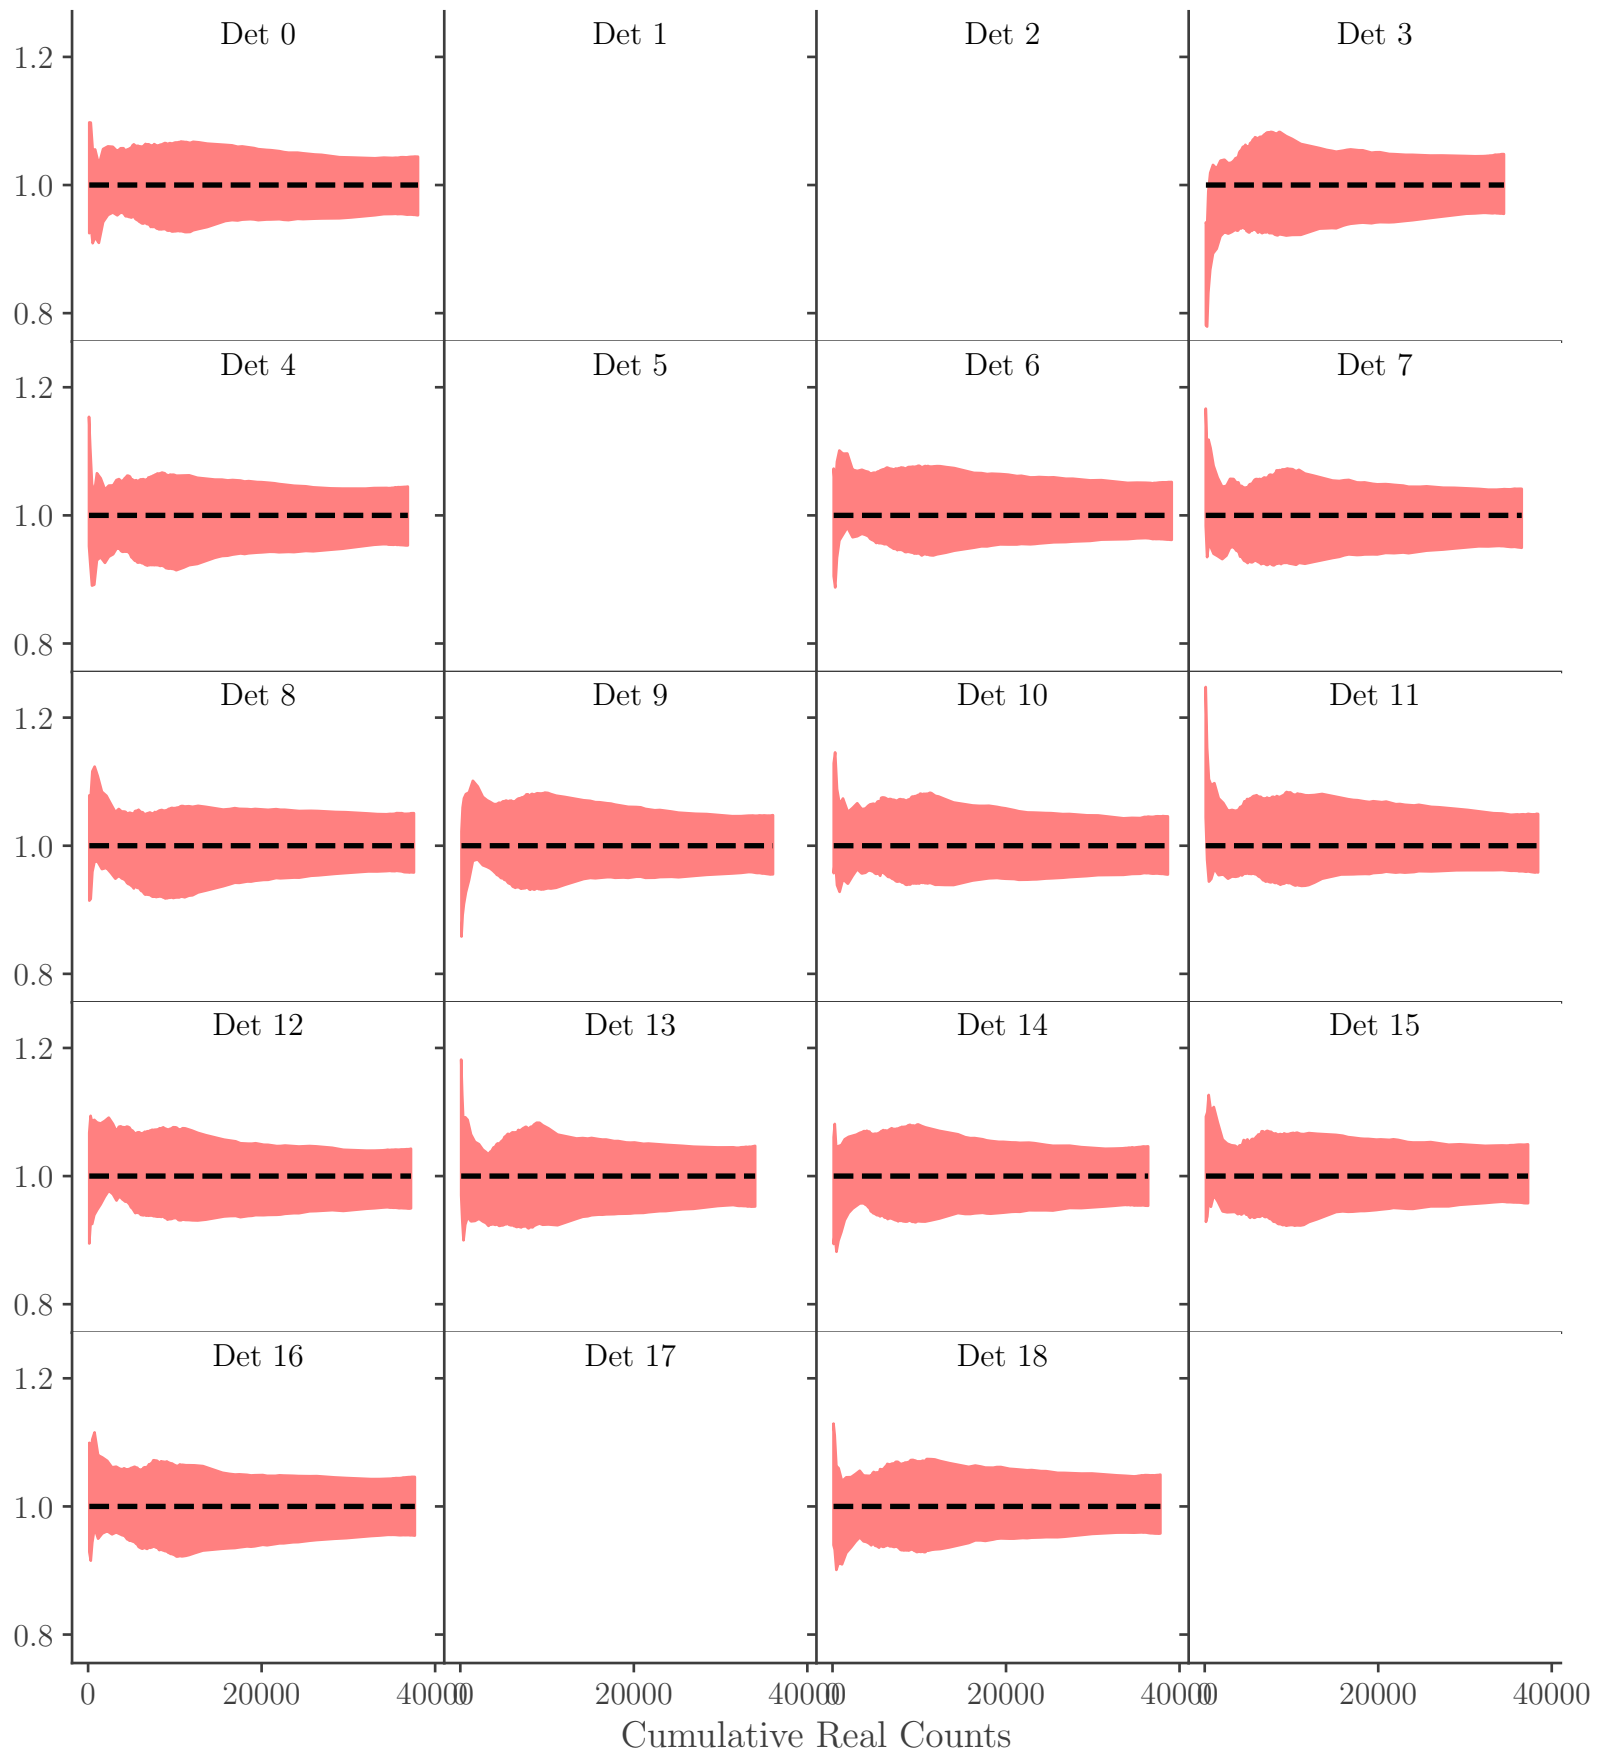 Det 0 Det 1 Det 2 Det 3
1.2
1.0
0.8
Det 4 Det 5 Det 6 Det 7
1.2
1.0
0.8
Det 8 Det 9 Det 10 Det 11
1.2
1.0
0.8
Det 12 Det 13 Det 14 Det 15
1.2
1.0
0.8
Det 16 Det 17 Det 18
1.2
1.0
0.8
0 20000 40000 0 20000 40000 0 20000 40000 0 20000 40000
Cumulative Real Counts